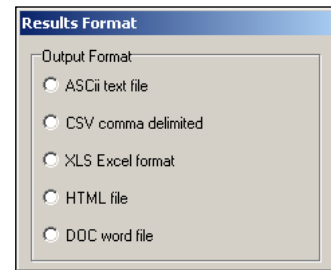 Results Format
Output Format
ASCii text file
CSV comma delimited
XLS Excel format
HTML file
DOC word file